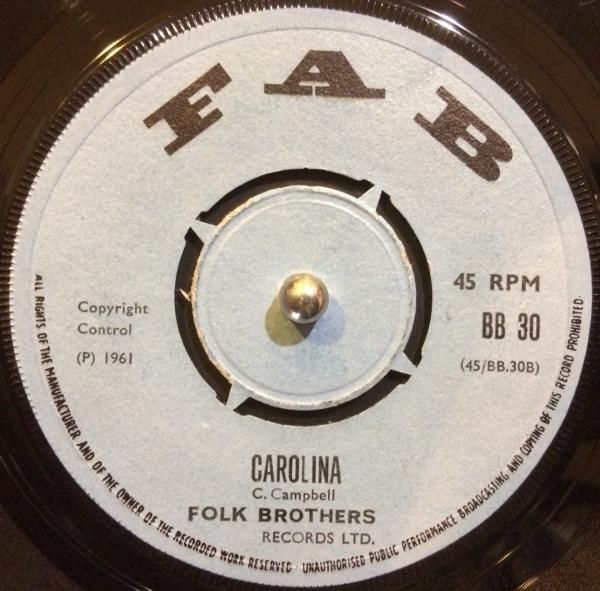 FAB
45 RPM
BB 30
(45/BB.30B)
Copyright
Control
(P) 1961
CAROLINA
C. Campbell
FOLK BROTHERS
RECORDS LTD.
ALL RIGHTS OF THE MANUFACTURER AND OF THE OWNER OF THE RECORDED WORK RESERVED· UNAUTHORISED PUBLIC PERFORMANCE BROADCASTING AND COPYING OF THIS RECORD PROHIBITED·